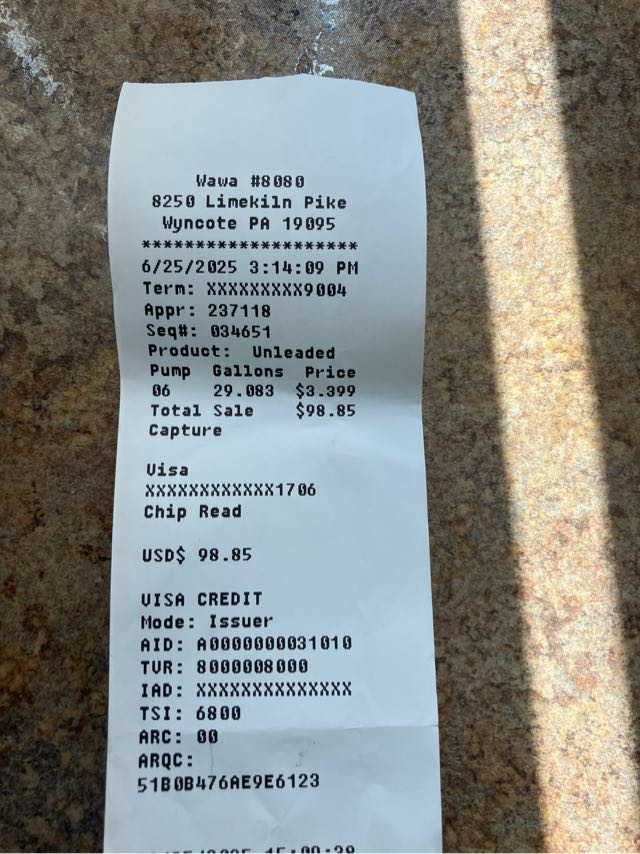 Wawa #8080
8250 Limekiln Pike
Wyncote PA 19095
********************
6/25/2025 3:14:09 PM
Term: XXXXXXXXX9004
Appr: 237118
Seq#: 034651
Product: Unleaded
Pump Gallons Price
06 29.083 $3.399
Total Sale $98.85
Capture
Visa
XXXXXXXXXXXX1706
Chip Read
USD$ 98.85
VISA CREDIT
Mode: Issuer
AID: A0000000031010
TVR: 8000008000
IAD: XXXXXXXXXXXXXX
TSI: 6800
ARC: 00
ARQC:
51B0B476AE9E6123